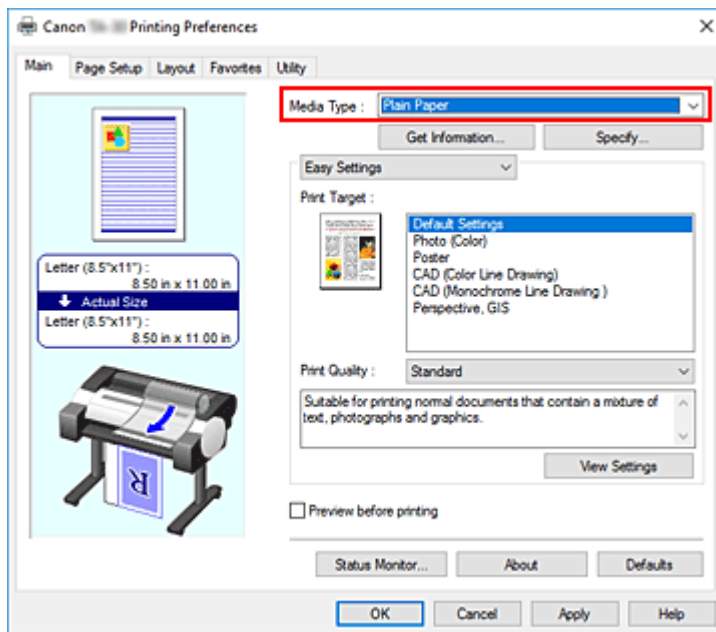 Canon Printing Preferences
Main Page Setup Layout Favorites Utility
Media Type : Plain Paper
Get Information... Specify...
Easy Settings
Print Target :
Default Settings
Photo (Color)
Poster
CAD (Color Line Drawing)
CAD (Monochrome Line Drawing )
Perspective, GIS
Letter (8.5"x11") :
8.50 in x 11.00 in
Actual Size
Letter (8.5"x11") :
8.50 in x 11.00 in
R
Print Quality : Standard
Suitable for printing normal documents that contain a mixture of
text, photographs and graphics.
View Settings
Preview before printing
Status Monitor... About Defaults
OK Cancel Apply Help